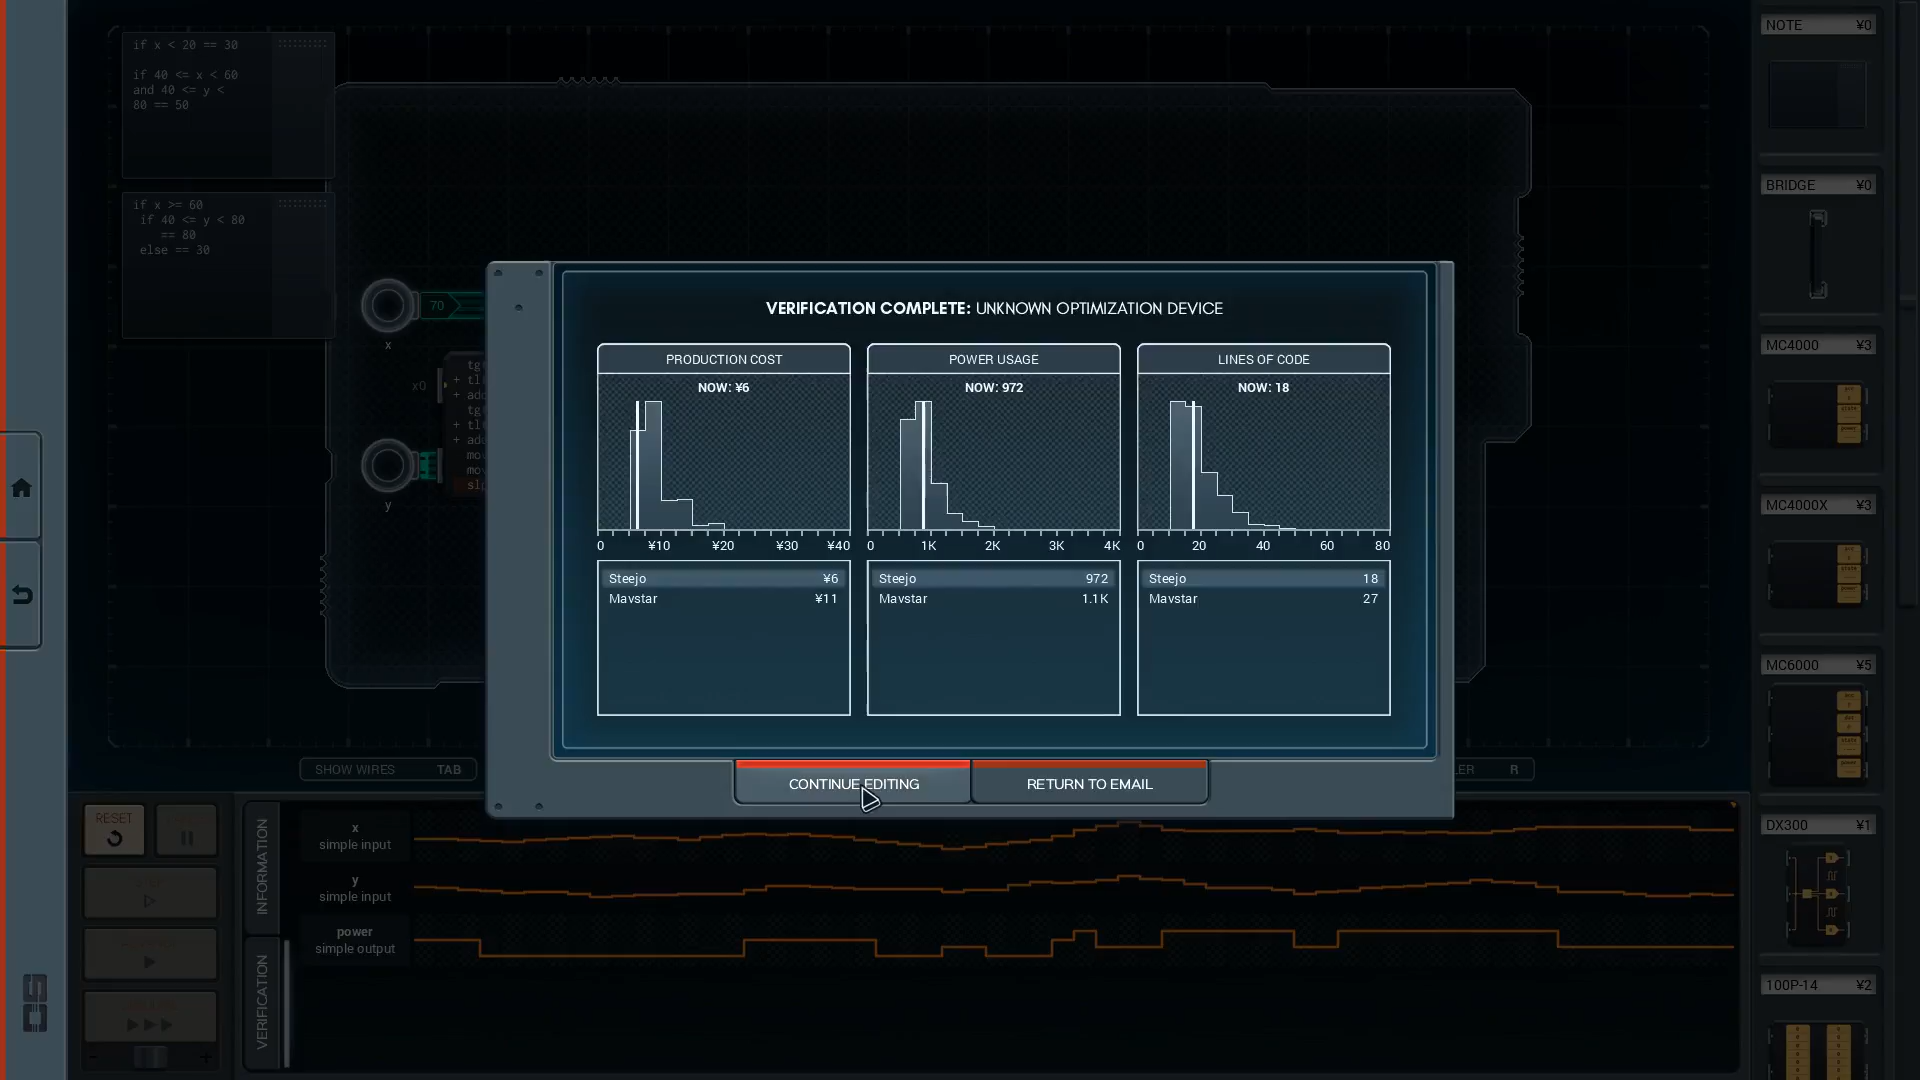 if x < 20 == 30
if 40 <= x < 60
and 40 <= y <
80 == 50
if x >= 60
if 40 <= y < 80
== 80
else == 30
70
x
x0
y
VERIFICATION COMPLETE: UNKNOWN OPTIMIZATION DEVICE
PRODUCTION COST
NOW: ¥6
0 ¥10 ¥20 ¥30 ¥40
Steejo ¥6
Mavstar ¥11
POWER USAGE
NOW: 972
0 1K 2K 3K 4K
Steejo 972
Mavstar 1.1K
LINES OF CODE
NOW: 18
0 20 40 60 80
Steejo 18
Mavstar 27
CONTINUE EDITING
RETURN TO EMAIL
SHOW WIRES TAB
R
RESET
INFORMATION
VERIFICATION
x
simple input
y
simple input
power
simple output
NOTE ¥0
BRIDGE ¥0
MC4000 ¥3
MC4000X ¥3
MC6000 ¥5
DX300 ¥1
100P-14 ¥2